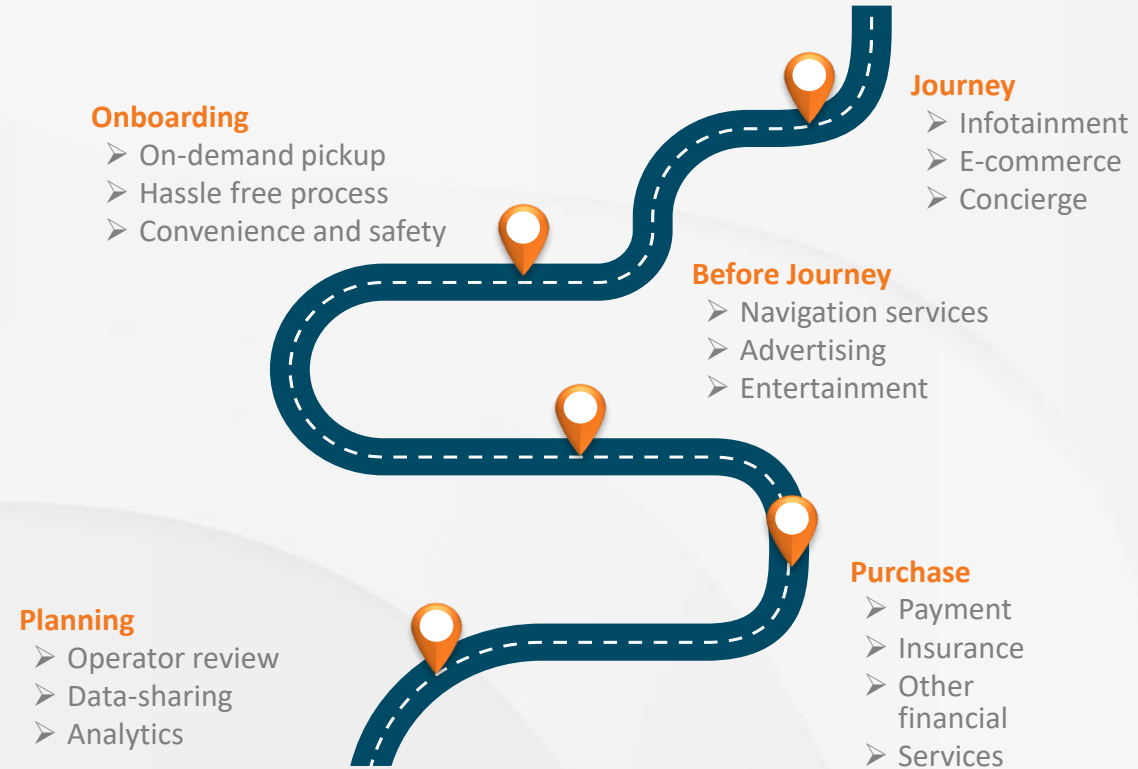 Onboarding
➢ On-demand pickup
➢ Hassle free process
➢ Convenience and safety
Journey
➢ Infotainment
➢ E-commerce
➢ Concierge
Before Journey
➢ Navigation services
➢ Advertising
➢ Entertainment
Planning
➢ Operator review
➢ Data-sharing
➢ Analytics
Purchase
➢ Payment
➢ Insurance
➢ Other
financial
➢ Services